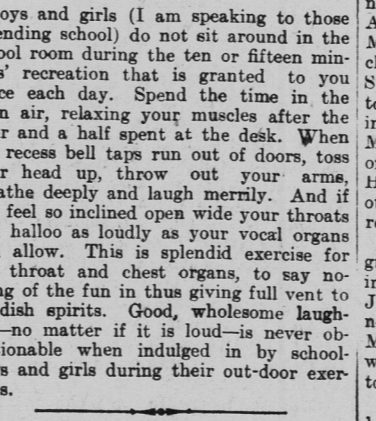 oys and girls (I am speaking to those
ending school) do not sit around in the
ool room during the ten or fifteen min-
s' recreation that is granted to you
ce each day. Spend the time in the
n air, relaxing your muscles after the
r and a half spent at the desk. When
recess bell taps run out of doors, toss
r head up, throw out your arms,
athe deeply and laugh merrily. And if
feel so inclined open wide your throats
halloo as loudly as your vocal organs
allow. This is splendid exercise for
throat and chest organs, to say no-
ng of the fun in thus giving full vent to
dish spirits. Good, wholesome laugh-
—no matter if it is loud—is never ob-
ionable when indulged in by school-
s and girls during their out-door exer-
s.